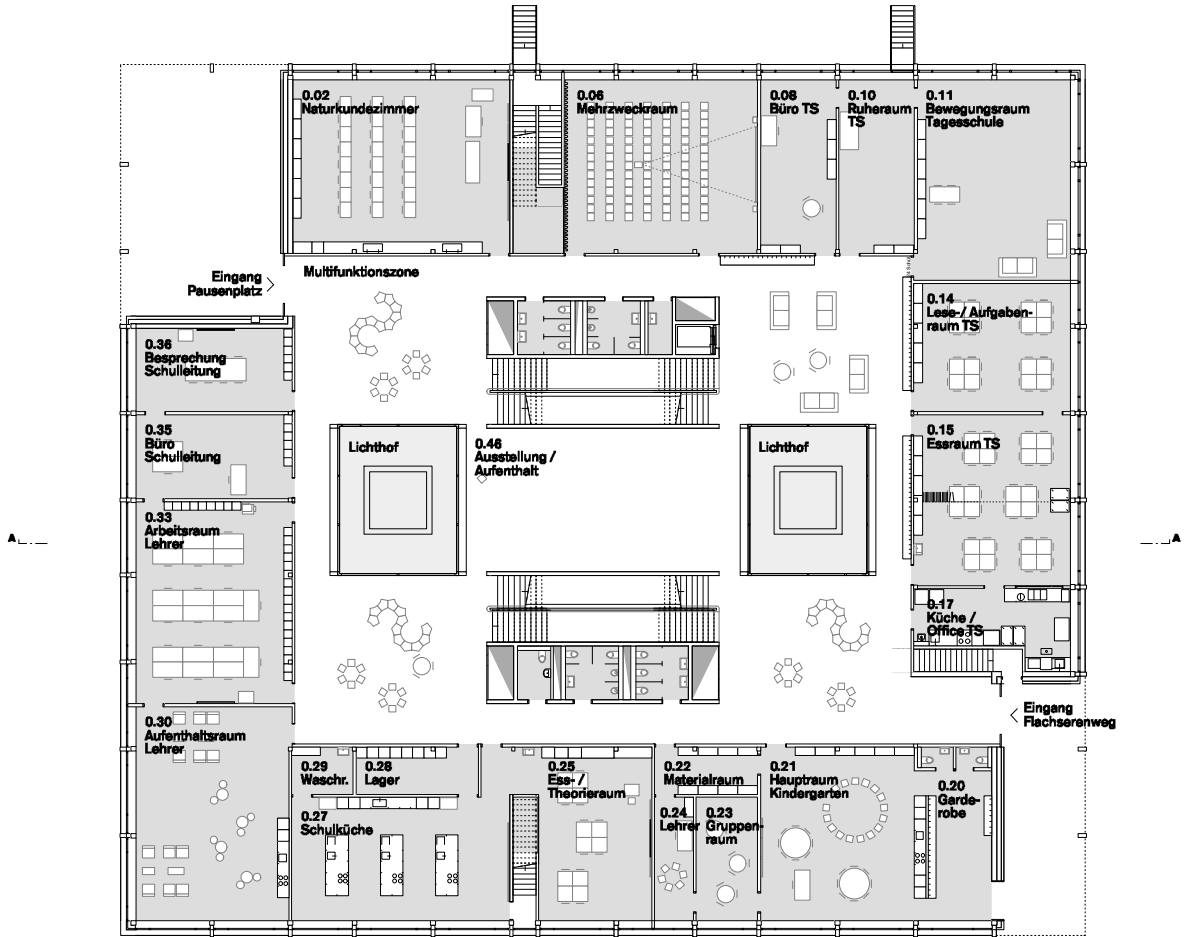 0.02
Naturkundezimmer
0.06
Mehrzweckraum
0.08
Büro TS
0.10
Ruheraum
TS
0.11
Bewegungsraum
Tagesschule
Eingang
Pausenplatz
Multifunktionszone
0.14
Lese-/ Aufgaben-
raum TS
0.36
Besprechung
Schulleitung
0.35
Büro
Schulleitung
Lichthof
0.46
Ausstellung /
Aufenthalt
Lichthof
0.15
Essraum TS
0.33
Arbeitsraum
Lehrer
A
A
0.17
Küche /
Office TS
0.30
Aufenthaltsraum
Lehrer
Eingang
Flachserenweg
0.29
Waschr.
0.28
Lager
0.25
Ess- /
Theorieraum
0.22
Materialraum
0.21
Hauptraum
Kindergarten
0.20
Garde-
robe
0.27
Schulküche
0.24
Lehrer
0.23
Gruppen-
raum